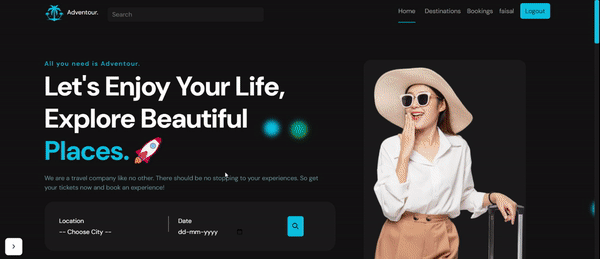 Adventour.
Search
Home
Destinations
Bookings
faisal
Logout
All you need is Adventour.
Let's Enjoy Your Life,
Explore Beautiful
Places.
We are a travel company like no other. There should be no stopping to your experiences. So get
your tickets now and book an experience!
Location
Date
-- Choose City --
dd-mm-yyyy